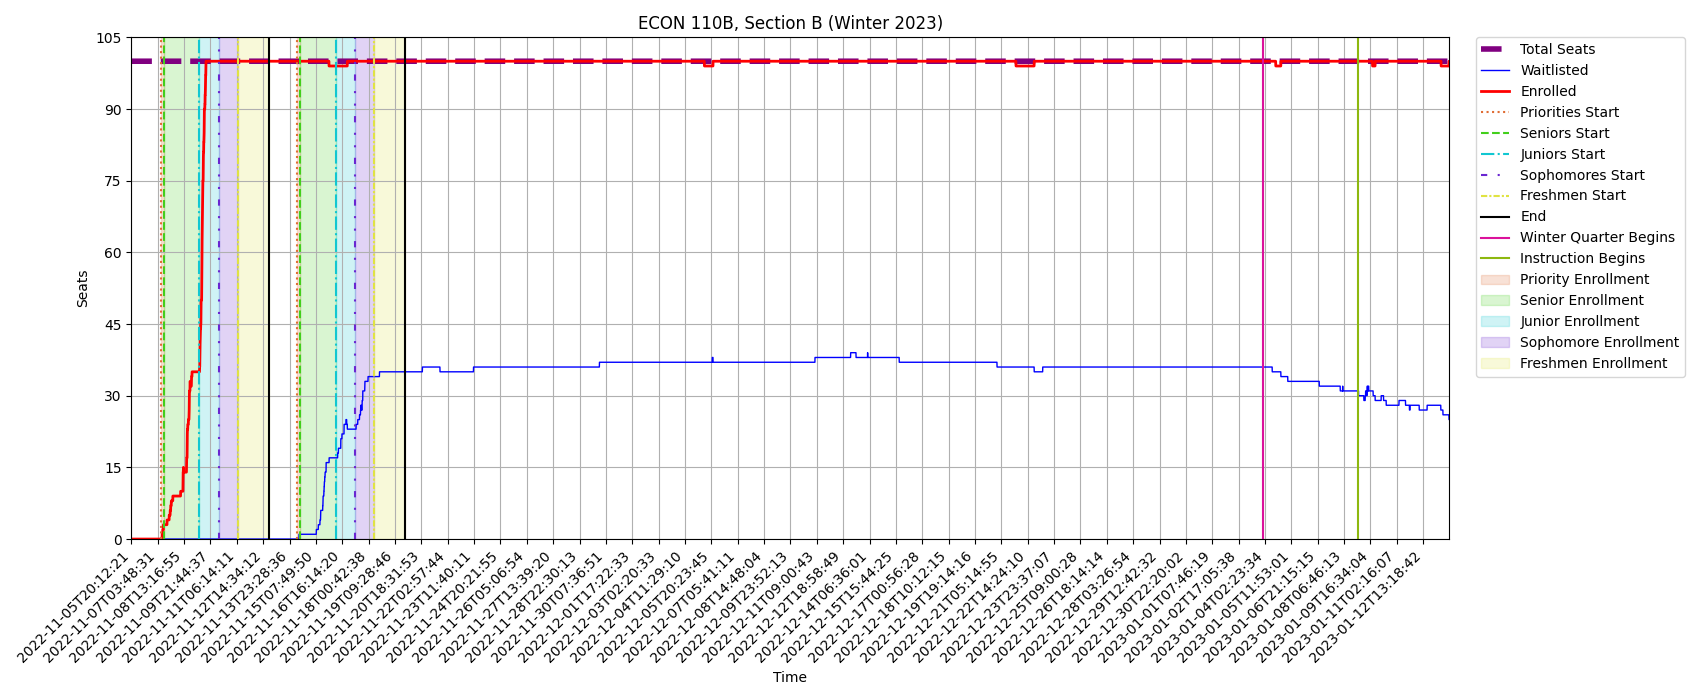 ECON 110B, Section B (Winter 2023)
105
90
75
60
45
30
15
0
Seats
2022-11-05T20:12:21
2022-11-07T03:48:31
2022-11-08T13:16:55
2022-11-09T21:44:37
2022-11-11T06:14:11
2022-11-12T14:34:12
2022-11-13T23:28:36
2022-11-15T07:49:50
2022-11-16T16:14:20
2022-11-18T00:42:38
2022-11-19T09:28:46
2022-11-20T18:31:53
2022-11-22T02:57:44
2022-11-23T11:40:11
2022-11-24T20:21:55
2022-11-26T05:06:54
2022-11-27T13:39:20
2022-11-28T22:30:13
2022-11-30T07:36:51
2022-12-01T17:22:33
2022-12-03T02:20:33
2022-12-04T11:29:10
2022-12-05T20:23:45
2022-12-07T05:41:11
2022-12-08T14:48:04
2022-12-09T23:52:13
2022-12-11T09:00:43
2022-12-12T18:58:49
2022-12-14T06:36:01
2022-12-15T15:44:25
2022-12-17T00:56:28
2022-12-18T10:12:15
2022-12-19T19:14:16
2022-12-21T05:14:55
2022-12-22T14:24:10
2022-12-23T23:37:07
2022-12-25T09:00:28
2022-12-26T18:14:14
2022-12-28T03:26:54
2022-12-29T12:42:32
2022-12-30T22:20:02
2023-01-01T07:46:19
2023-01-02T17:05:38
2023-01-04T02:23:34
2023-01-05T11:53:01
2023-01-06T21:15:15
2023-01-08T06:46:13
2023-01-09T16:34:04
2023-01-11T02:16:07
2023-01-12T13:18:42
Time
Total Seats
Waitlisted
Enrolled
Priorities Start
Seniors Start
Juniors Start
Sophomores Start
Freshmen Start
End
Winter Quarter Begins
Instruction Begins
Priority Enrollment
Senior Enrollment
Junior Enrollment
Sophomore Enrollment
Freshmen Enrollment